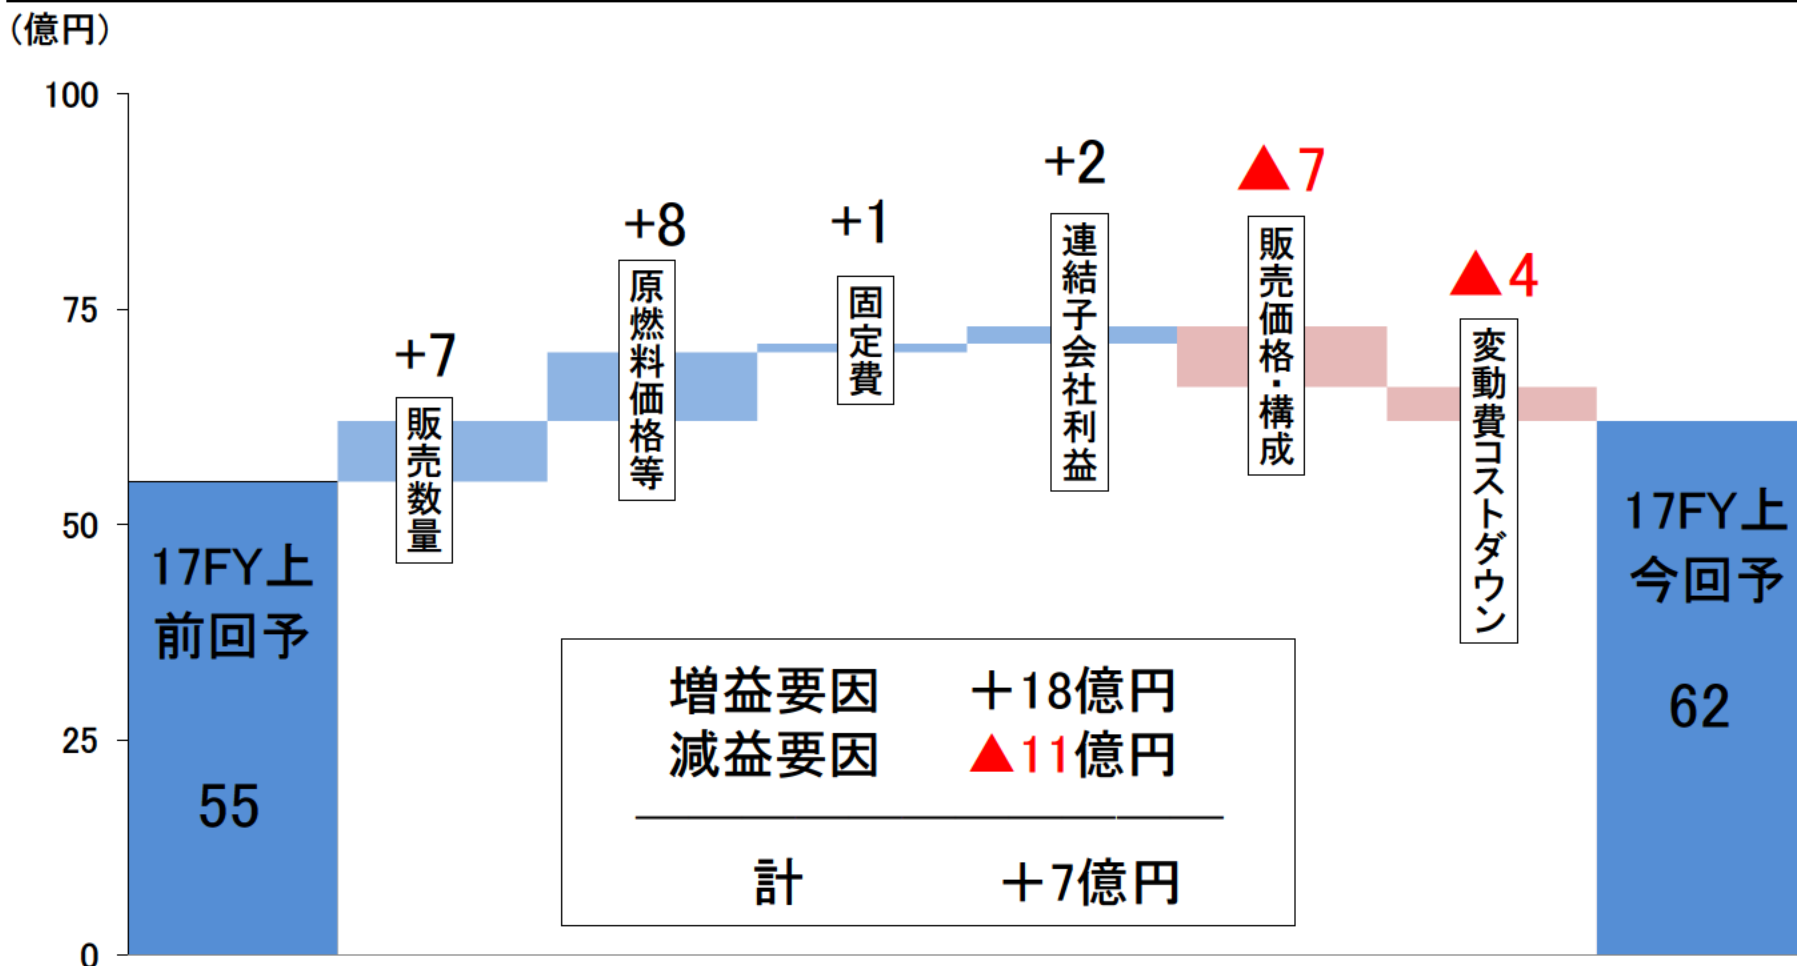 (億円)
100
75
50
25
0
17FY上
前回予
55
+7
販売数量
+8
原燃料価格等
+1
固定費
+2
連結子会社利益
▲7
販売価格・構成
▲4
変動費コストダウン
17FY上
今回予
62
増益要因 +18億円
減益要因 ▲11億円
計 +7億円